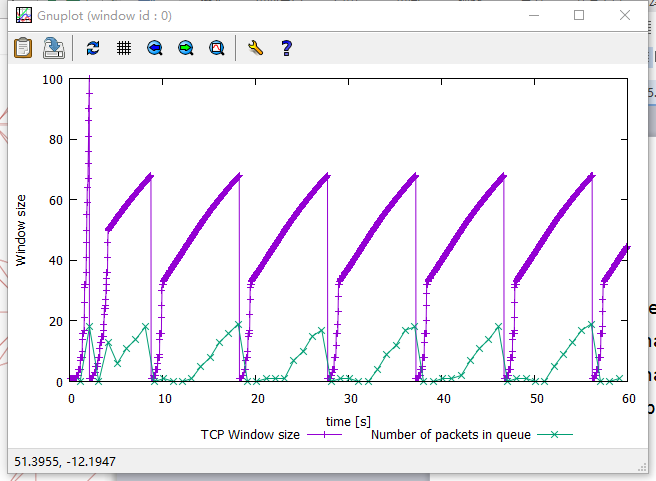 Gnuplot (window id : 0)
100
80
60
40
20
0
Window size
0 10 20 30 40 50 60
time [s]
TCP Window size Number of packets in queue
51.3955, -12.1947